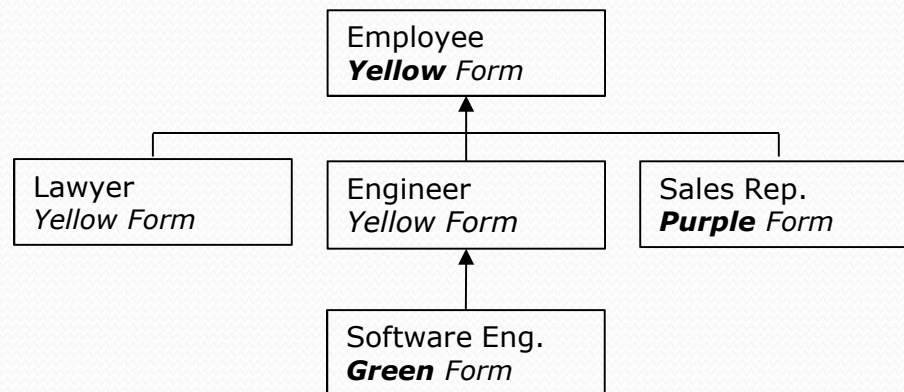 Employee
Yellow Form
Lawyer
Yellow Form
Engineer
Yellow Form
Sales Rep.
Purple Form
Software Eng.
Green Form